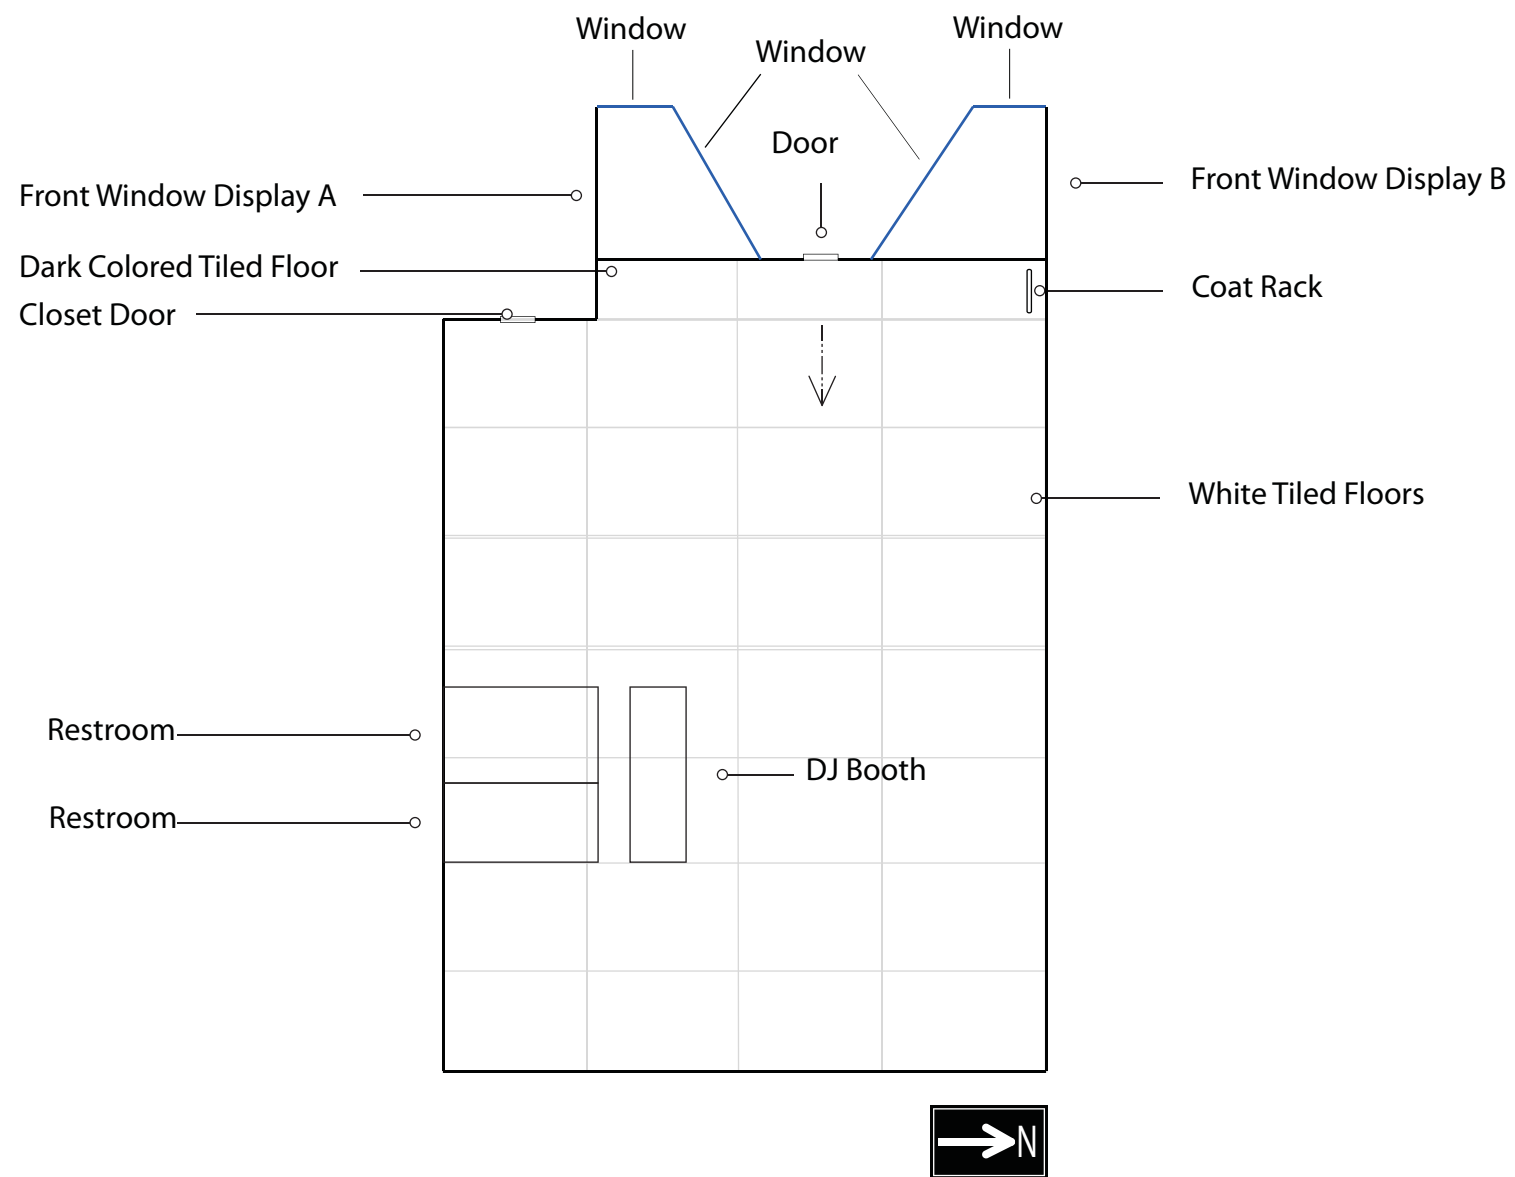 Window
Window
Window
Door
Front Window Display A
Front Window Display B
Dark Colored Tiled Floor
Coat Rack
Closet Door
White Tiled Floors
Restroom
DJ Booth
Restroom
N